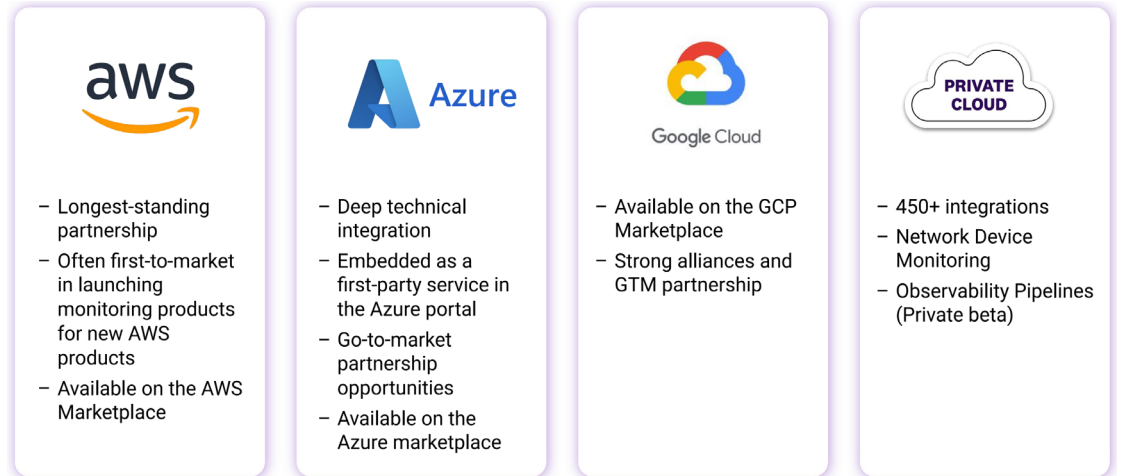 aws
– Longest-standing
partnership
– Often first-to-market
in launching
monitoring products
for new AWS
products
– Available on the AWS
Marketplace
Azure
– Deep technical
integration
– Embedded as a
first-party service in
the Azure portal
– Go-to-market
partnership
opportunities
– Available on the
Azure marketplace
Google Cloud
– Available on the GCP
Marketplace
– Strong alliances and
GTM partnership
PRIVATE
CLOUD
– 450+ integrations
– Network Device
Monitoring
– Observability Pipelines
(Private beta)